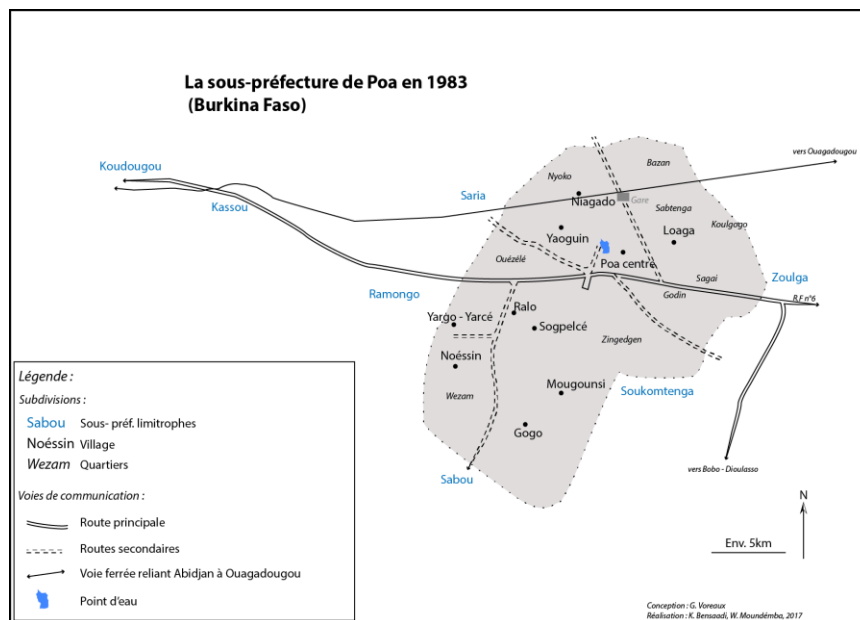 La sous-préfecture de Poa en 1983
(Burkina Faso)
vers Ouagadougou
Bazan
Koudougou
Nyoko
Saria
Niagado
Gare
Kassou
Sabtenga
Koulgogo
Yaoguin
Loaga
Poa centre
Ouézélé
Zoulga
Sagai
Ramongo
Godin
R.F n°6
Ralo
Yargo - Yarcé
Sogpelcé
Zingedgen
Noéssin
Mougounsi
Soukomtenga
Wezam
Gogo
Sabou
vers Bobo - Dioulasso
Légende :
Subdivisions :
Sabou Sous- préf. limitrophes
Noéssin Village
Wezam Quartiers
Voies de communication :
Route principale
Routes secondaires
Voie ferrée reliant Abidjan à Ouagadougou
Point d'eau
N
Env. 5km
Conception : G. Voreaux
Réalisation : K. Bensaadi, W. Moundémba, 2017